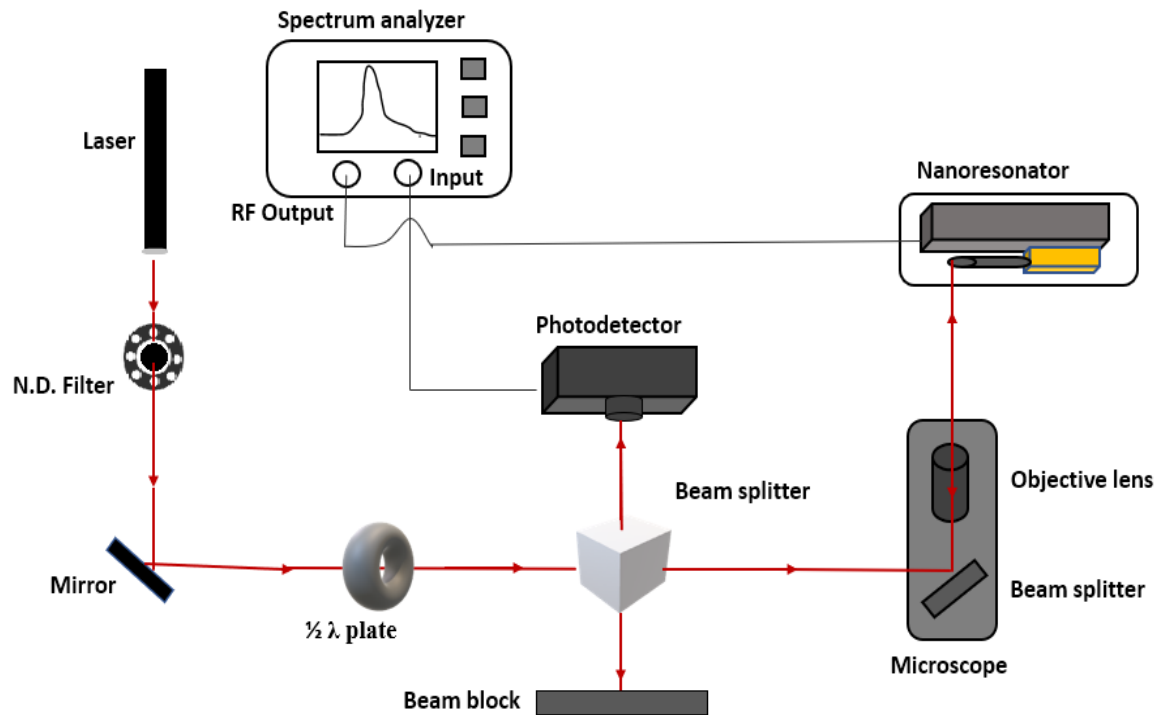 Spectrum analyzer
Laser
Input
RF Output
Nanoresonator
Photodetector
N.D. Filter
Beam splitter
Objective lens
Mirror
½ λ plate
Beam splitter
Microscope
Beam block